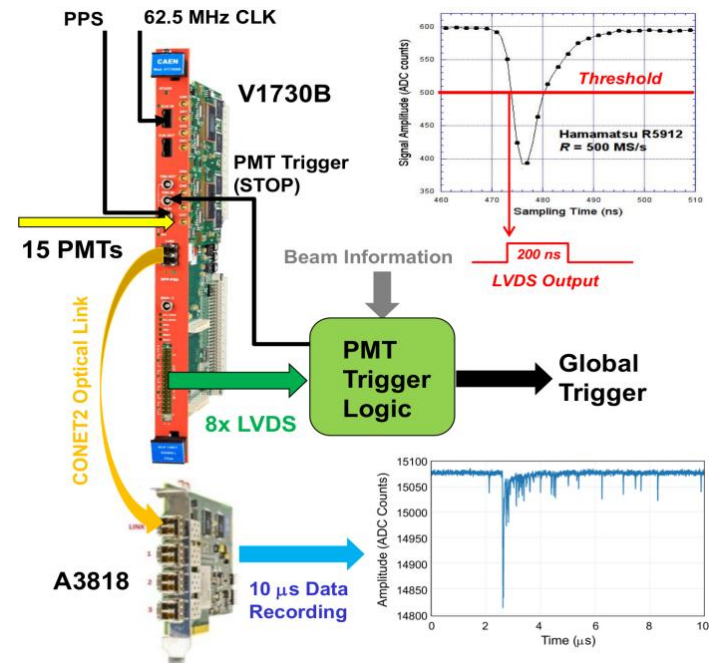 PPS
62.5 MHz CLK
CAEN
V1730B
PMT Trigger
(STOP)
15 PMTs
CONET2 Optical Link
8x LVDS
Beam Information
PMT
Trigger
Logic
Global
Trigger
Signal Amplitude (ADC counts)
600
550
500
450
400
350
Threshold
Hamamatsu R5912
R = 500 MS/s
460
470
480
490
500
510
Sampling Time (ns)
200 ns
LVDS Output
LINK
1
2
3
A3818
10 μs Data
Recording
Amplitude (ADC Counts)
15100
15050
15000
14950
14900
14850
14800
0
2
4
6
8
10
Time (μs)